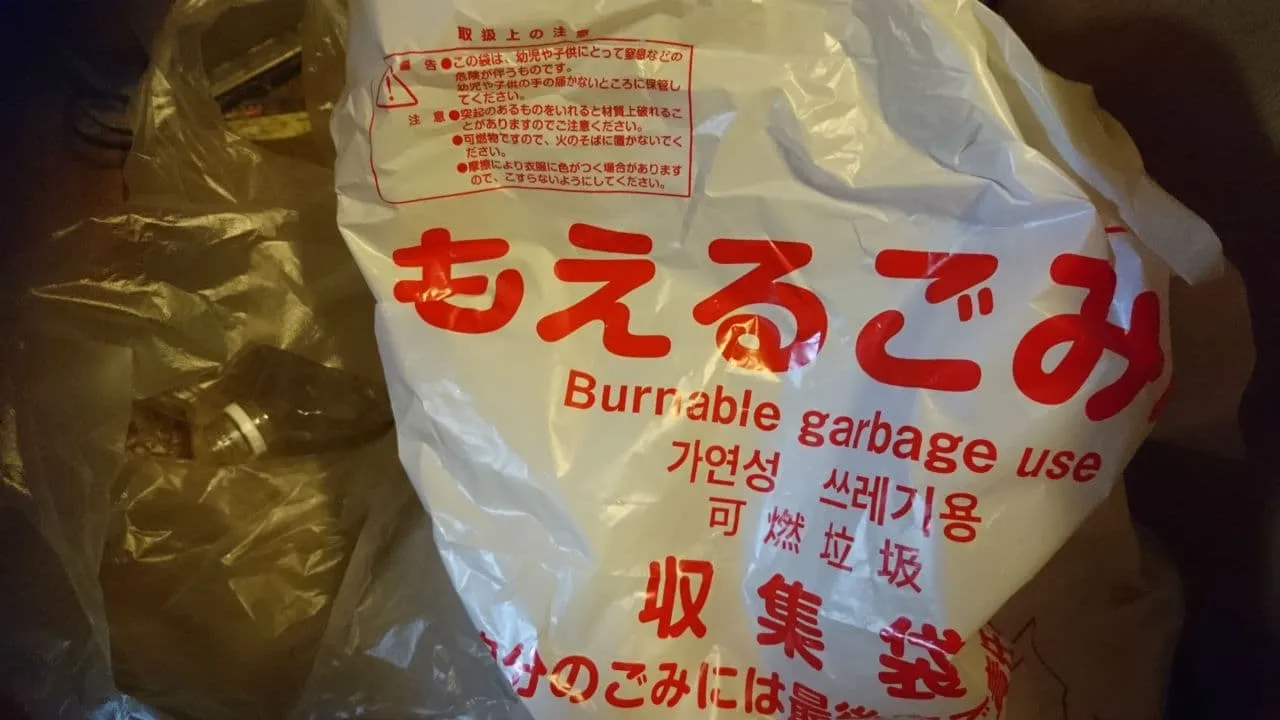 取扱上の注意
警告●この袋は、幼児や子供にとって窒息などの
危険が伴うものです。
幼児や子供の手の届かないところに保管し
てください。
注意●突起のあるものをいれると材質上破れるこ
とがありますのでご注意ください。
●可燃物ですので、火のそばに置かないでく
ださい。
●摩擦により衣服に色がつく場合があります
ので、こすらないようにしてください。
もえるごみ
Burnable garbage use
가연성 쓰레기용
可燃垃圾
収集袋
分のごみには最